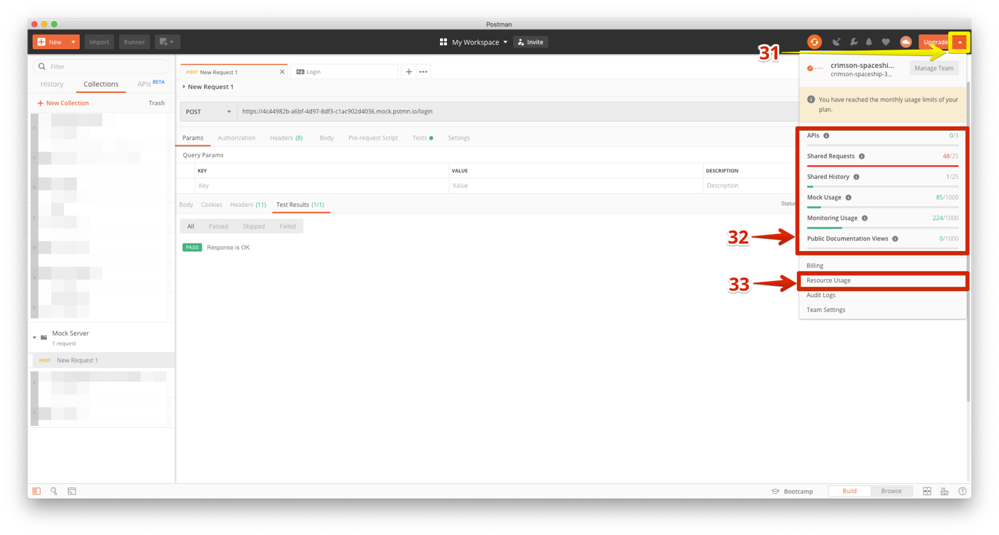 Postman
New
Import
Runner
My Workspace
Invite
Upgrade
31
Filter
History
Collections
APIs BETA
New Collection
Trash
POST New Request 1
Login
New Request 1
POST
https://4c44982b-a6bf-4d97-8df3-c1ac902d4036.mock.pstmn.io/login
Params
Authorization
Headers (8)
Body
Pre-request Script
Tests
Settings
Query Params
KEY
VALUE
DESCRIPTION
Key
Value
Description
Body
Cookies
Headers (11)
Test Results (1/1)
Status
All
Passed
Skipped
Failed
PASS Response is OK
crimson-spaceshi...
crimson-spaceship-3...
Manage Team
You have reached the monthly usage limits of your
plan.
APIs 0/3
Shared Requests 48/25
Shared History 1/25
Mock Usage 85/1000
Monitoring Usage 224/1000
32
Public Documentation Views 0/1000
Billing
33
Resource Usage
Audit Logs
Team Settings
Mock Server
1 request
POST New Request 1
Bootcamp
Build
Browse